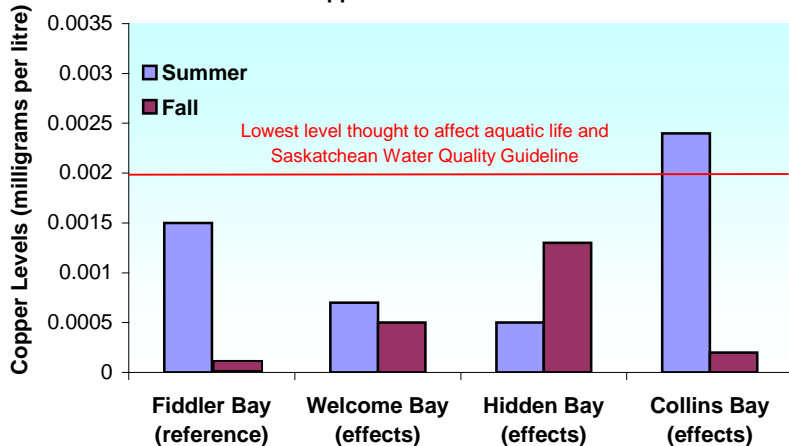 Copper Levels (milligrams per litre)
0.0035
0.003
0.0025
0.002
0.0015
0.001
0.0005
0
Summer
Fall
Lowest level thought to affect aquatic life and
Saskatchean Water Quality Guideline
Fiddler Bay
(reference)
Welcome Bay
(effects)
Hidden Bay
(effects)
Collins Bay
(effects)